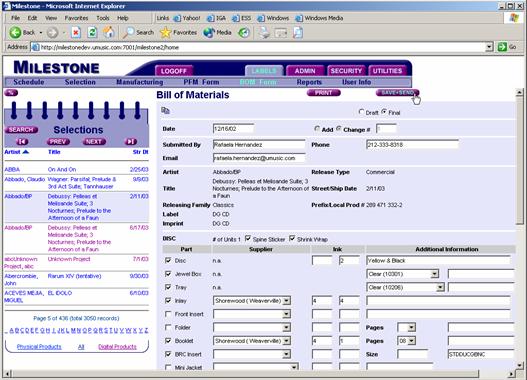 Milestone - Microsoft Internet Explorer
File Edit View Favorites Tools Help Links Yahoo! IGA ESS Windows Windows Media
Back Search Favorites Media
Address http://milestonedev.umusic.com:7001/milestone2/home Go
MILESTONE LOGOFF LABELS ADMIN SECURITY UTILITIES
Schedule Selection Manufacturing PFM Form BOM Form Reports User Info
Bill of Materials PRINT SAVE+SEND
Draft Final
SEARCH Selections
PREV NEXT
Artist Title Str Dt
ABBA On And On 2/25/03
Abbado, Claudio Wagner: Parsifal; Prelude & 9/9/03
3rd Act Suite; Tannhauser
Abbado/BP Debussy: Pelleas et 2/11/03
Melisande Suite; 3
Nocturnes; Prelude to the
Afternoon of a Faun
Abbado/BP Debussy: Pelleas et 6/17/03
Melisande Suite; 3
Nocturnes; Prelude to the
Afternoon of a Faun
abcUnknown Unknown Project 7/1/03
Project, abc
Abercrombie, Rarum XIV (tentative) 9/30/03
John
ACEVES MEJIA, EL IDOLO 6/10/03
MIGUEL
Page 5 of 436 (total 3050 records)
A B C D E F G H I J K L M N O P Q R S T U V W X Y Z
Physical Products All Digital Products
Date 12/16/02 Add Change # 1
Submitted By Rafaela Hernandez Phone 212-333-8318
Email rafaela.hernandez@umusic.com
Artist Abbado/BP Release Type Commercial
Title Debussy: Pelleas et Melisande Suite; 3
Nocturnes; Prelude to the Afternoon of Street/Ship Date 2/11/03
a Faun
Releasing Family Classics Prefix/Local Prod # 289 471 332-2
Label DG CD
Imprint DG CD
DISC # of Units 1 Spine Sticker Shrink Wrap
Part Supplier Ink Additional Information
Disc n.a. 2 Yellow & Black
Jewel Box n.a. Clear (10301)
Tray n.a. Clear (10206)
Inlay Shorewood ( Weaverville) 4 4
Front Insert
Folder Pages
Booklet Shorewood ( Weaverville) 4 1 Pages 08
BRC Insert Size STDDUCGBNC
Mini Jacket